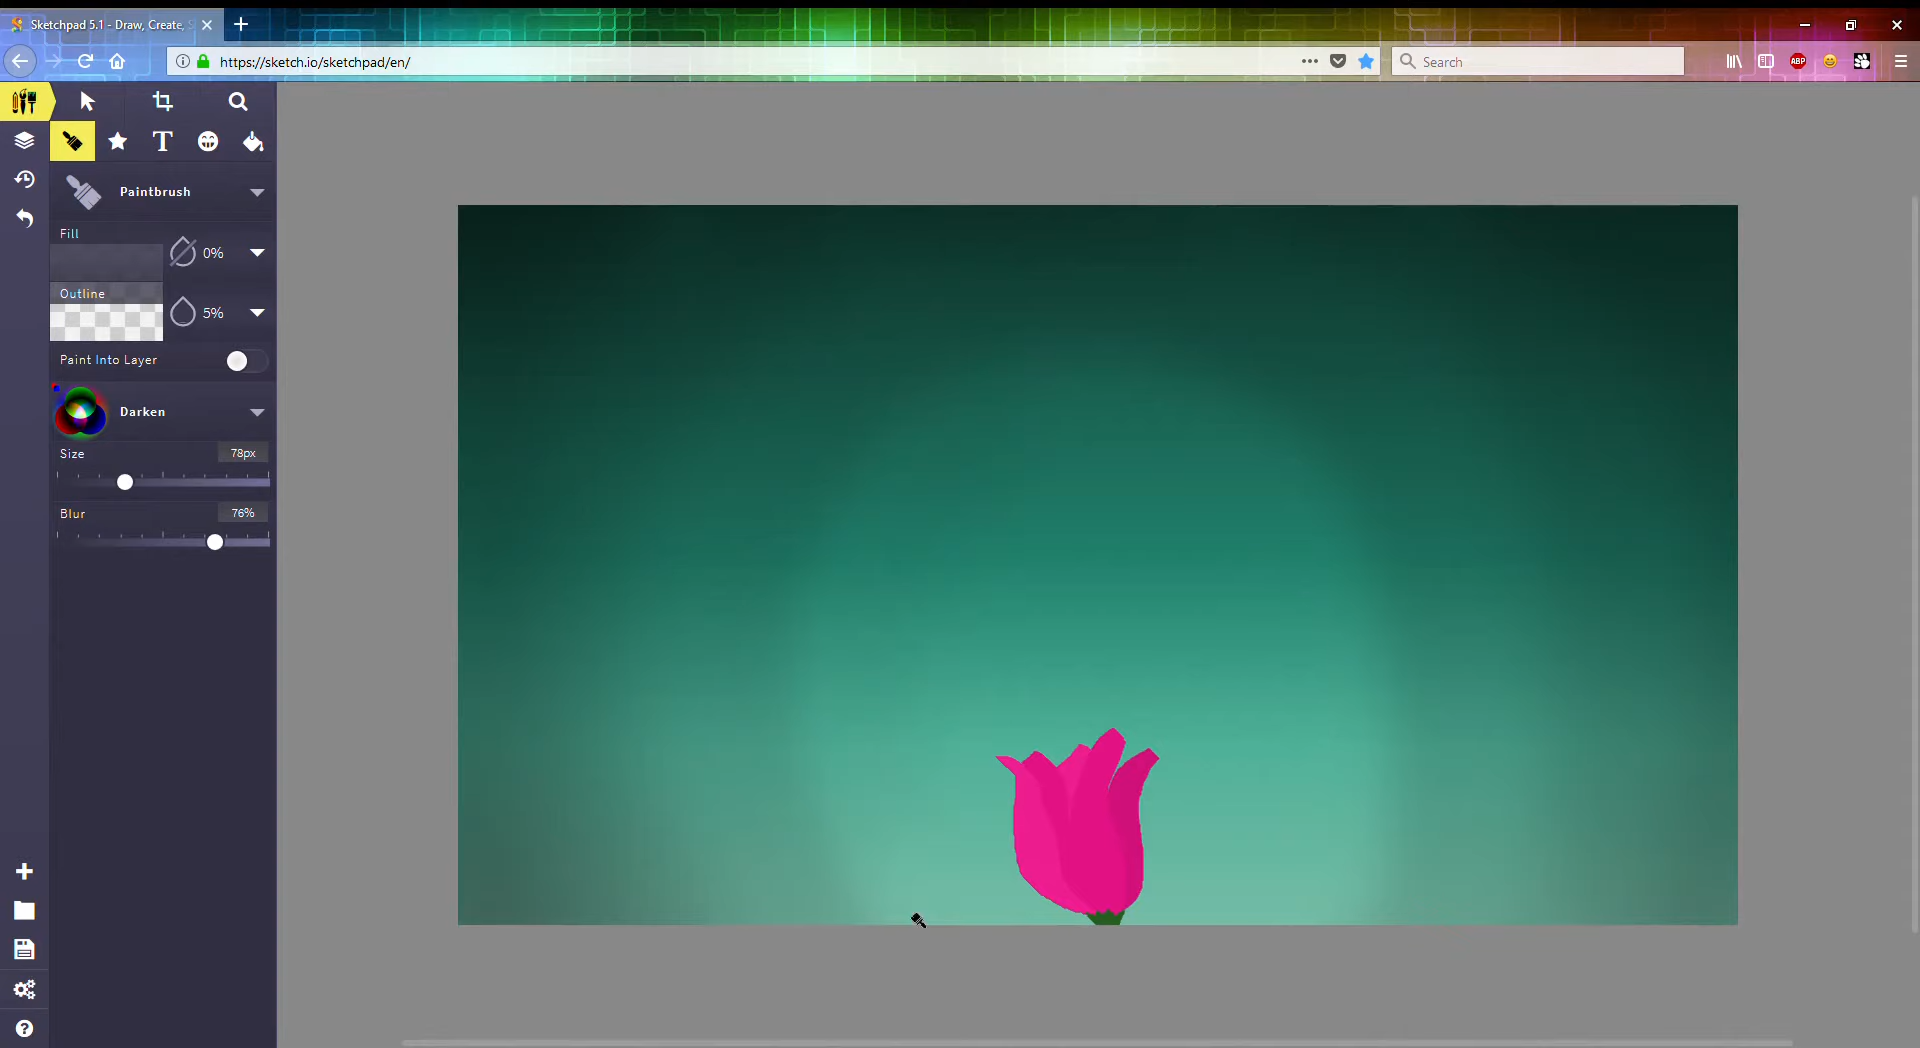 Sketchpad 5.1 - Draw, Create,
https://sketch.io/sketchpad/en/
Search
ABP
T
Paintbrush
Fill
0%
Outline
5%
Paint Into Layer
Darken
Size
78px
Blur
76%